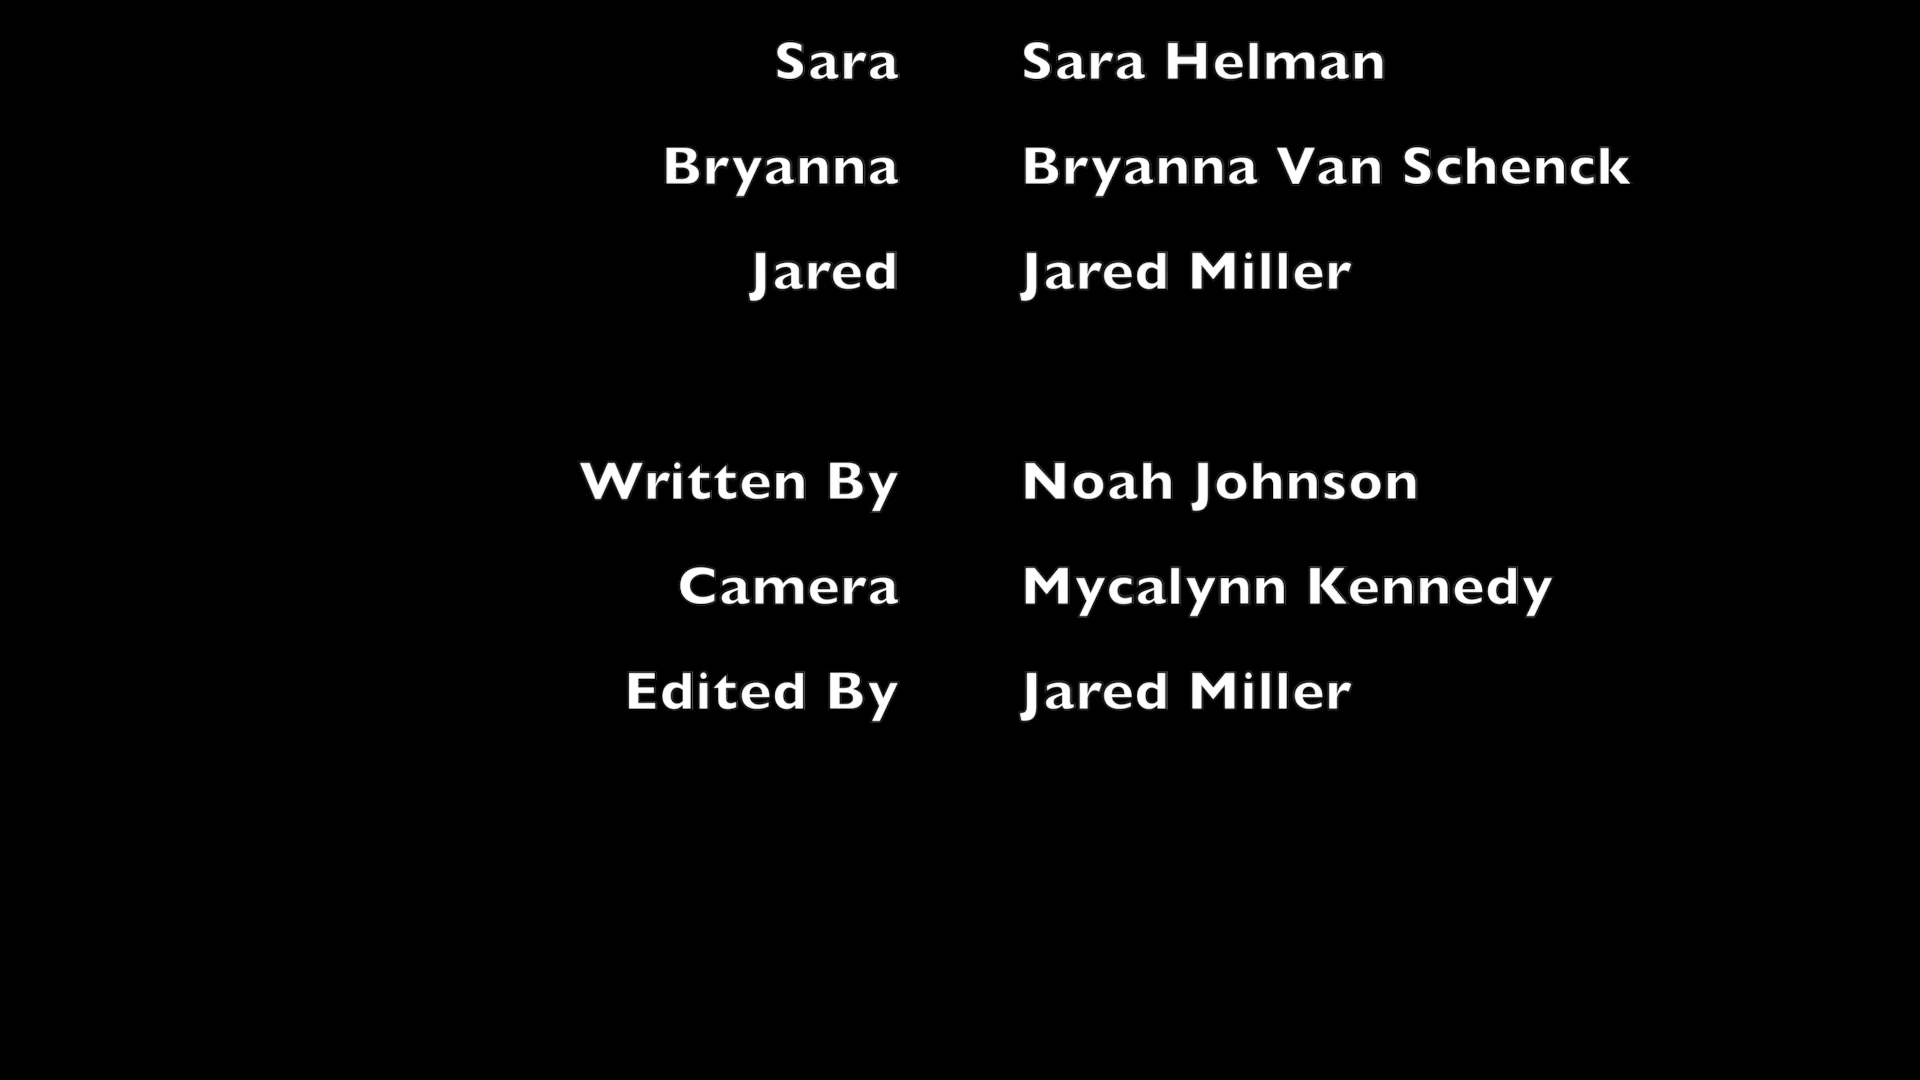 Sara Sara Helman
Bryanna Bryanna Van Schenck
Jared Jared Miller
Written By Noah Johnson
Camera Mycalynn Kennedy
Edited By Jared Miller